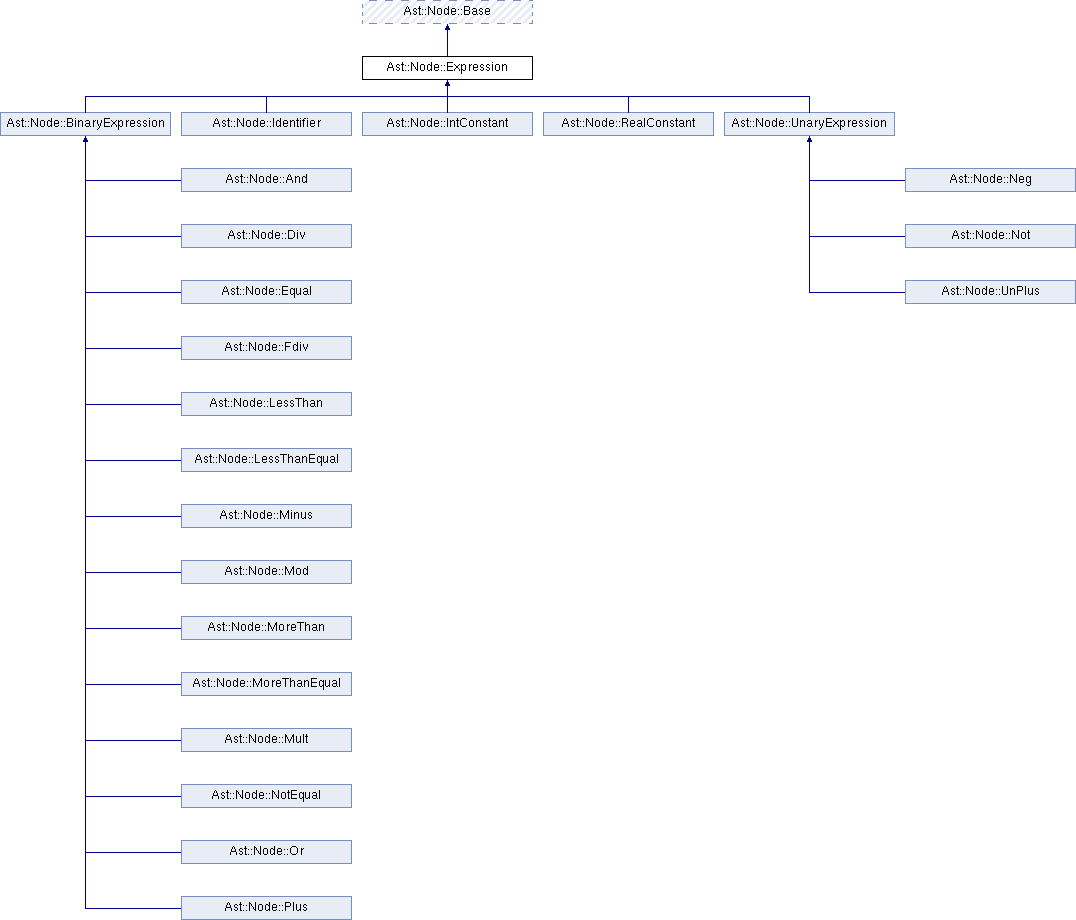 Ast::Node::Base
Ast::Node::Expression
Ast::Node::BinaryExpression
Ast::Node::Identifier
Ast::Node::IntConstant
Ast::Node::RealConstant
Ast::Node::UnaryExpression
Ast::Node::And
Ast::Node::Neg
Ast::Node::Div
Ast::Node::Not
Ast::Node::Equal
Ast::Node::UnPlus
Ast::Node::Fdiv
Ast::Node::LessThan
Ast::Node::LessThanEqual
Ast::Node::Minus
Ast::Node::Mod
Ast::Node::MoreThan
Ast::Node::MoreThanEqual
Ast::Node::Mult
Ast::Node::NotEqual
Ast::Node::Or
Ast::Node::Plus